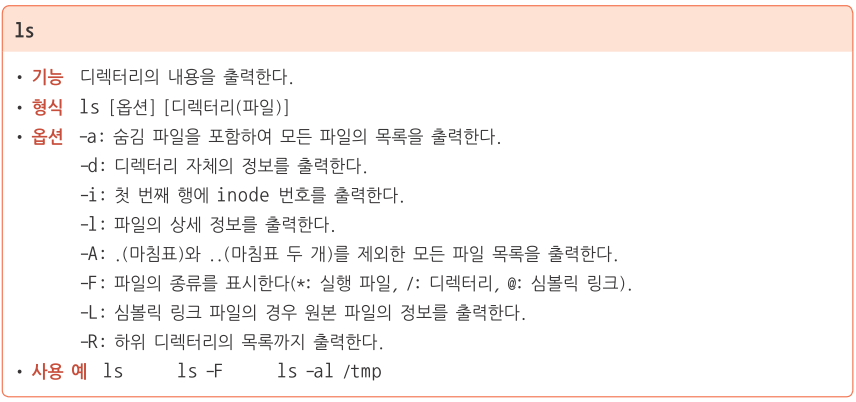 ls
• 기능 디렉터리의 내용을 출력한다.
• 형식 ls [옵션] [디렉터리(파일)]
• 옵션 -a: 숨김 파일을 포함하여 모든 파일의 목록을 출력한다.
-d: 디렉터리 자체의 정보를 출력한다.
-i: 첫 번째 행에 inode 번호를 출력한다.
-l: 파일의 상세 정보를 출력한다.
-A: .(마침표)와 ..(마침표 두 개)를 제외한 모든 파일 목록을 출력한다.
-F: 파일의 종류를 표시한다(*: 실행 파일, /: 디렉터리, @: 심볼릭 링크).
-L: 심볼릭 링크 파일의 경우 원본 파일의 정보를 출력한다.
-R: 하위 디렉터리의 목록까지 출력한다.
• 사용 예 ls ls -F ls -al /tmp